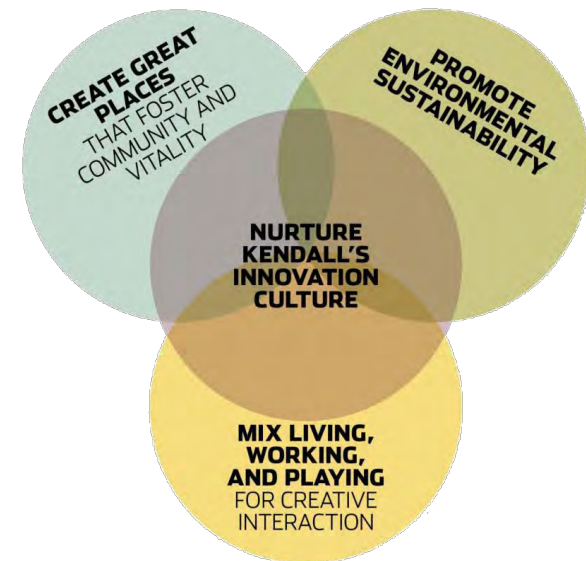 CREATE GREAT
PLACES
THAT FOSTER
COMMUNITY AND
VITALITY
PROMOTE
ENVIRONMENTAL
SUSTAINABILITY
NURTURE
KENDALL'S
INNOVATION
CULTURE
MIX LIVING,
WORKING,
AND PLAYING
FOR CREATIVE
INTERACTION